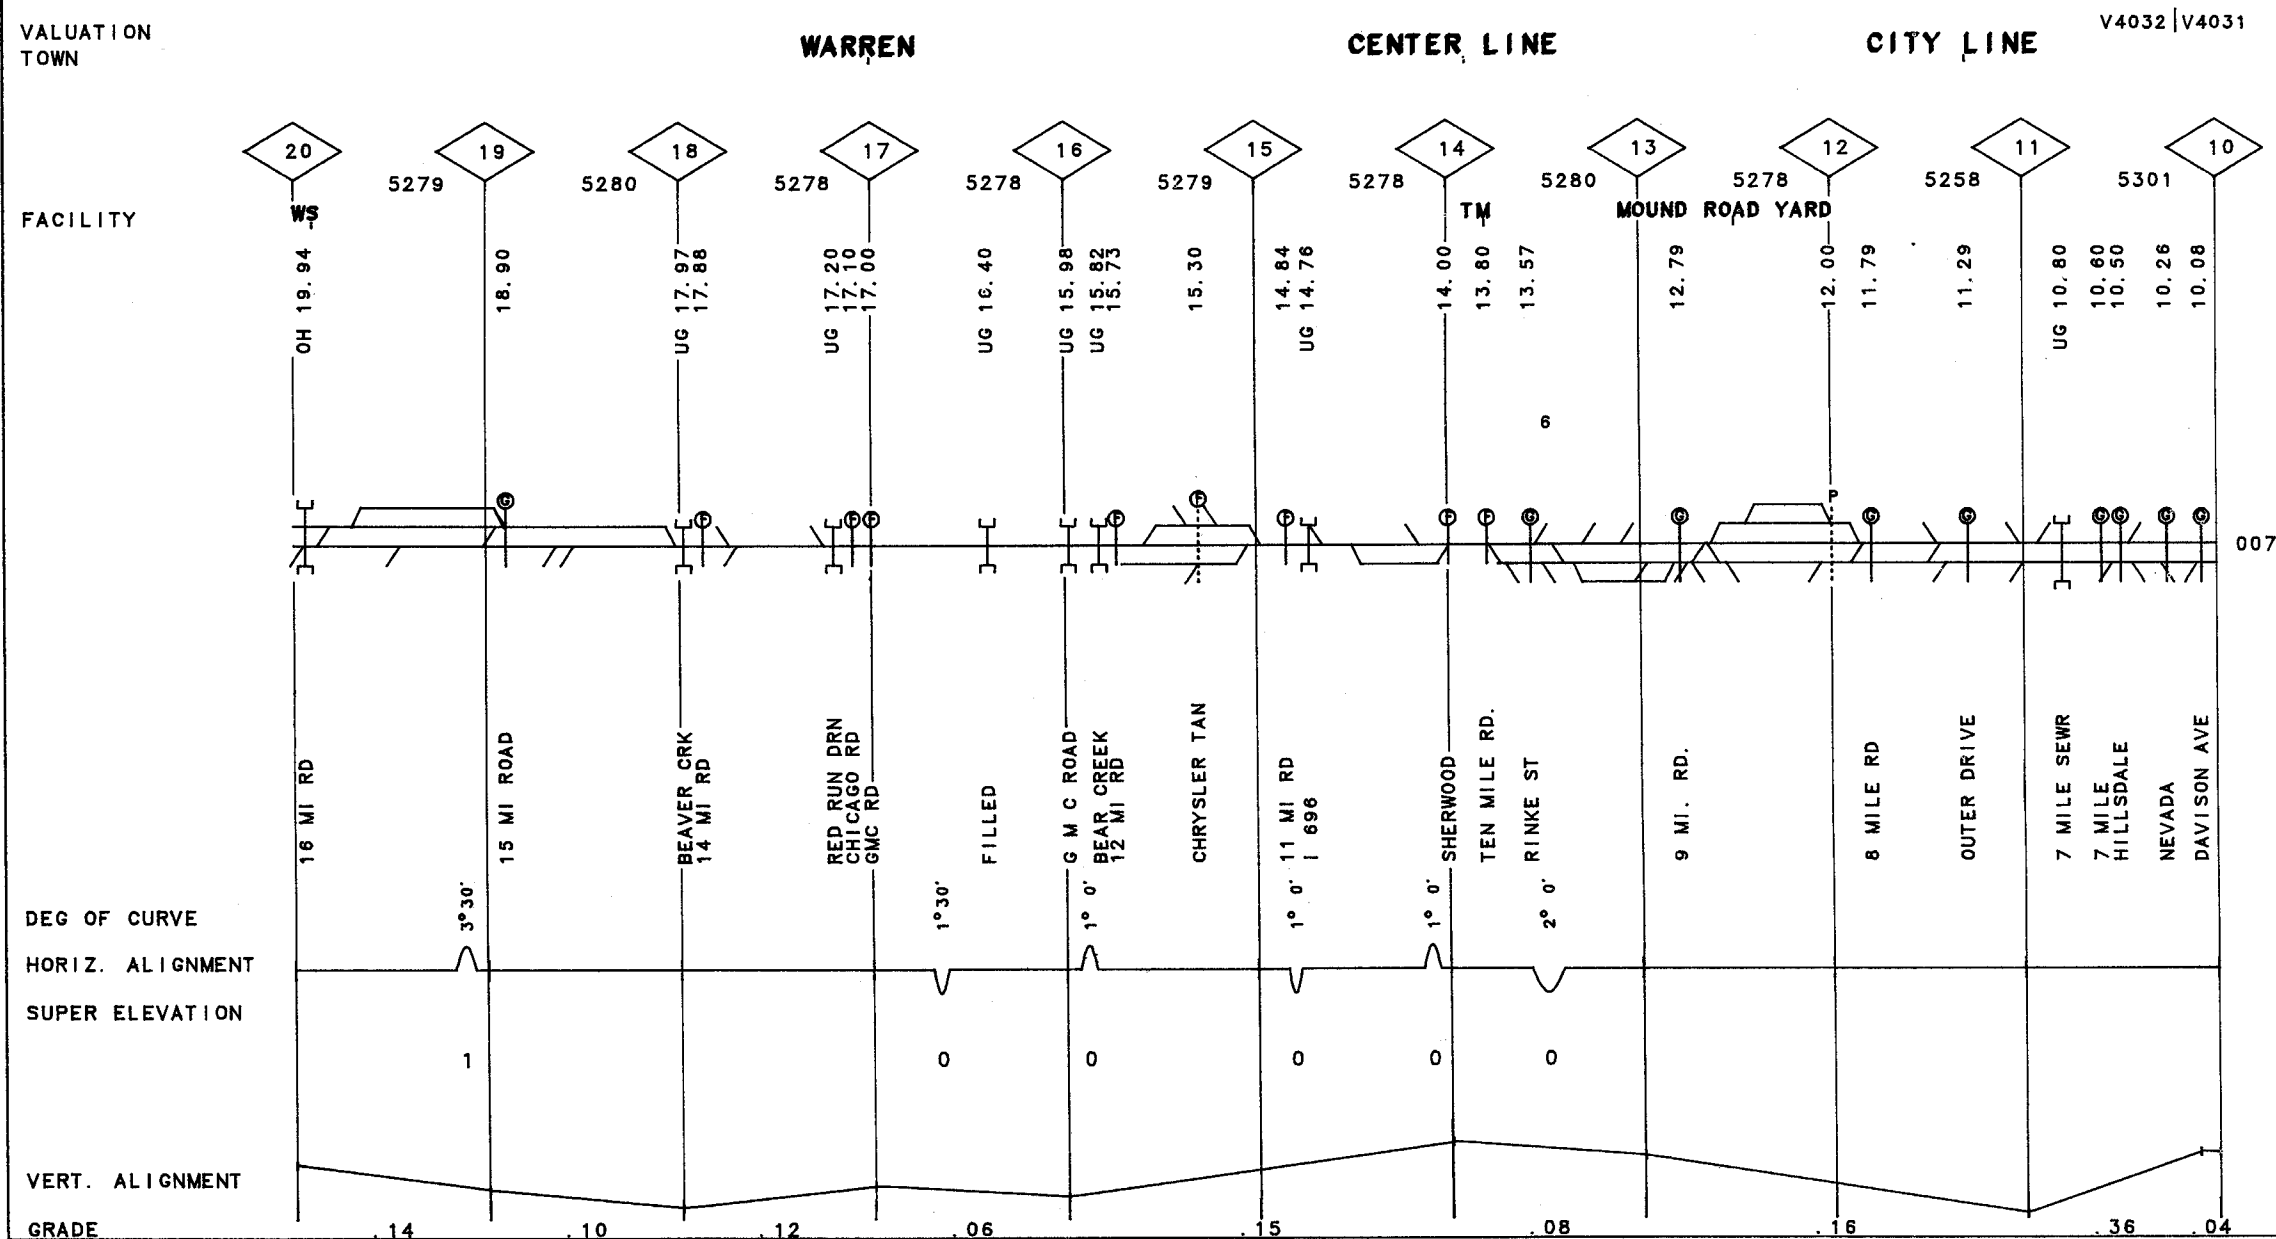 VALUATION
TOWN
WARREN
CENTER LINE
CITY LINE
V4032|V4031
20
19
18
17
16
15
14
13
12
11
10
5279
5280
5278
5278
5279
5278
5280
5278
5258
5301
FACILITY
WS
TM
MOUND ROAD YARD
OH 19.94
18.90
UG 17.97
17.88
UG 17.20
17.10
17.00
UG 16.40
UG 15.98
UG 15.82
15.73
15.30
14.84
UG 14.76
14.00
13.80
13.57
12.79
12.00
11.79
11.29
UG 10.80
10.60
10.50
10.26
10.08
6
G
F
F
F
F
F
F
F
F
G
G
P
G
G
G
G
G
G
007
16 MI RD
15 MI ROAD
BEAVER CRK
14 MI RD
RED RUN DRN
CHICAGO RD
GMC RD
FILLED
G M C ROAD
BEAR CREEK
12 MI RD
CHRYSLER TAN
11 MI RD
I 696
SHERWOOD
TEN MILE RD.
RINKE ST
9 MI. RD.
8 MILE RD
OUTER DRIVE
7 MILE SEWR
7 MILE
HILLSDALE
NEVADA
DAVISON AVE
DEG OF CURVE
3°30'
1°30'
1° 0'
1° 0'
1° 0'
2° 0'
HORIZ. ALIGNMENT
SUPER ELEVATION
1
0
0
0
0
0
VERT. ALIGNMENT
GRADE
.14
.10
.12
.06
.15
.08
.16
.36
.04